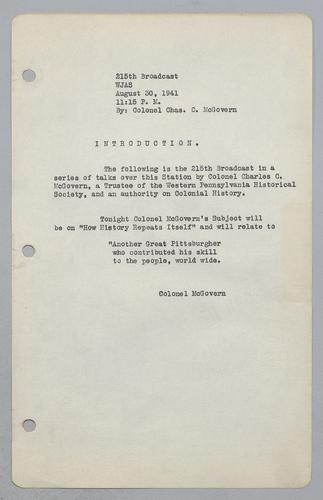 215th Broadcast
WJAS
August 30, 1941
11:15 P. M.
By: Colonel Chas. C. McGovern
I N T R O D U C T I O N .
The following is the 215th Broadcast in a
series of talks over this Station by Colonel Charles C.
McGovern, a Trustee of the Western Pennsylvania Historical
Society, and an authority on Colonial History.
Tonight Colonel McGovern's Subject will
be on "How History Repeats Itself" and will relate to
"Another Great Pittsburgher
who contributed his skill
to the people, world wide.
Colonel McGovern